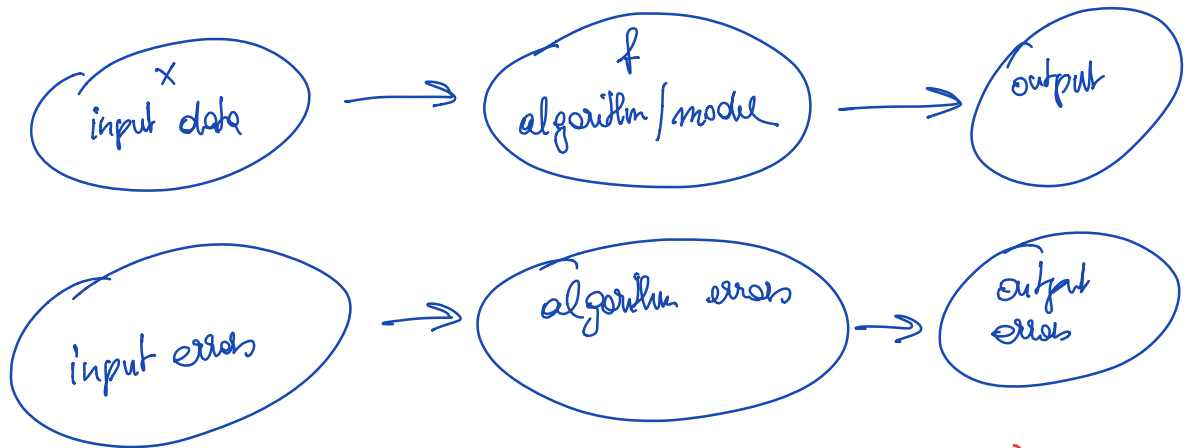 x
input data
f
algorithm/model
output
input errors
algorithm errors
output
errors